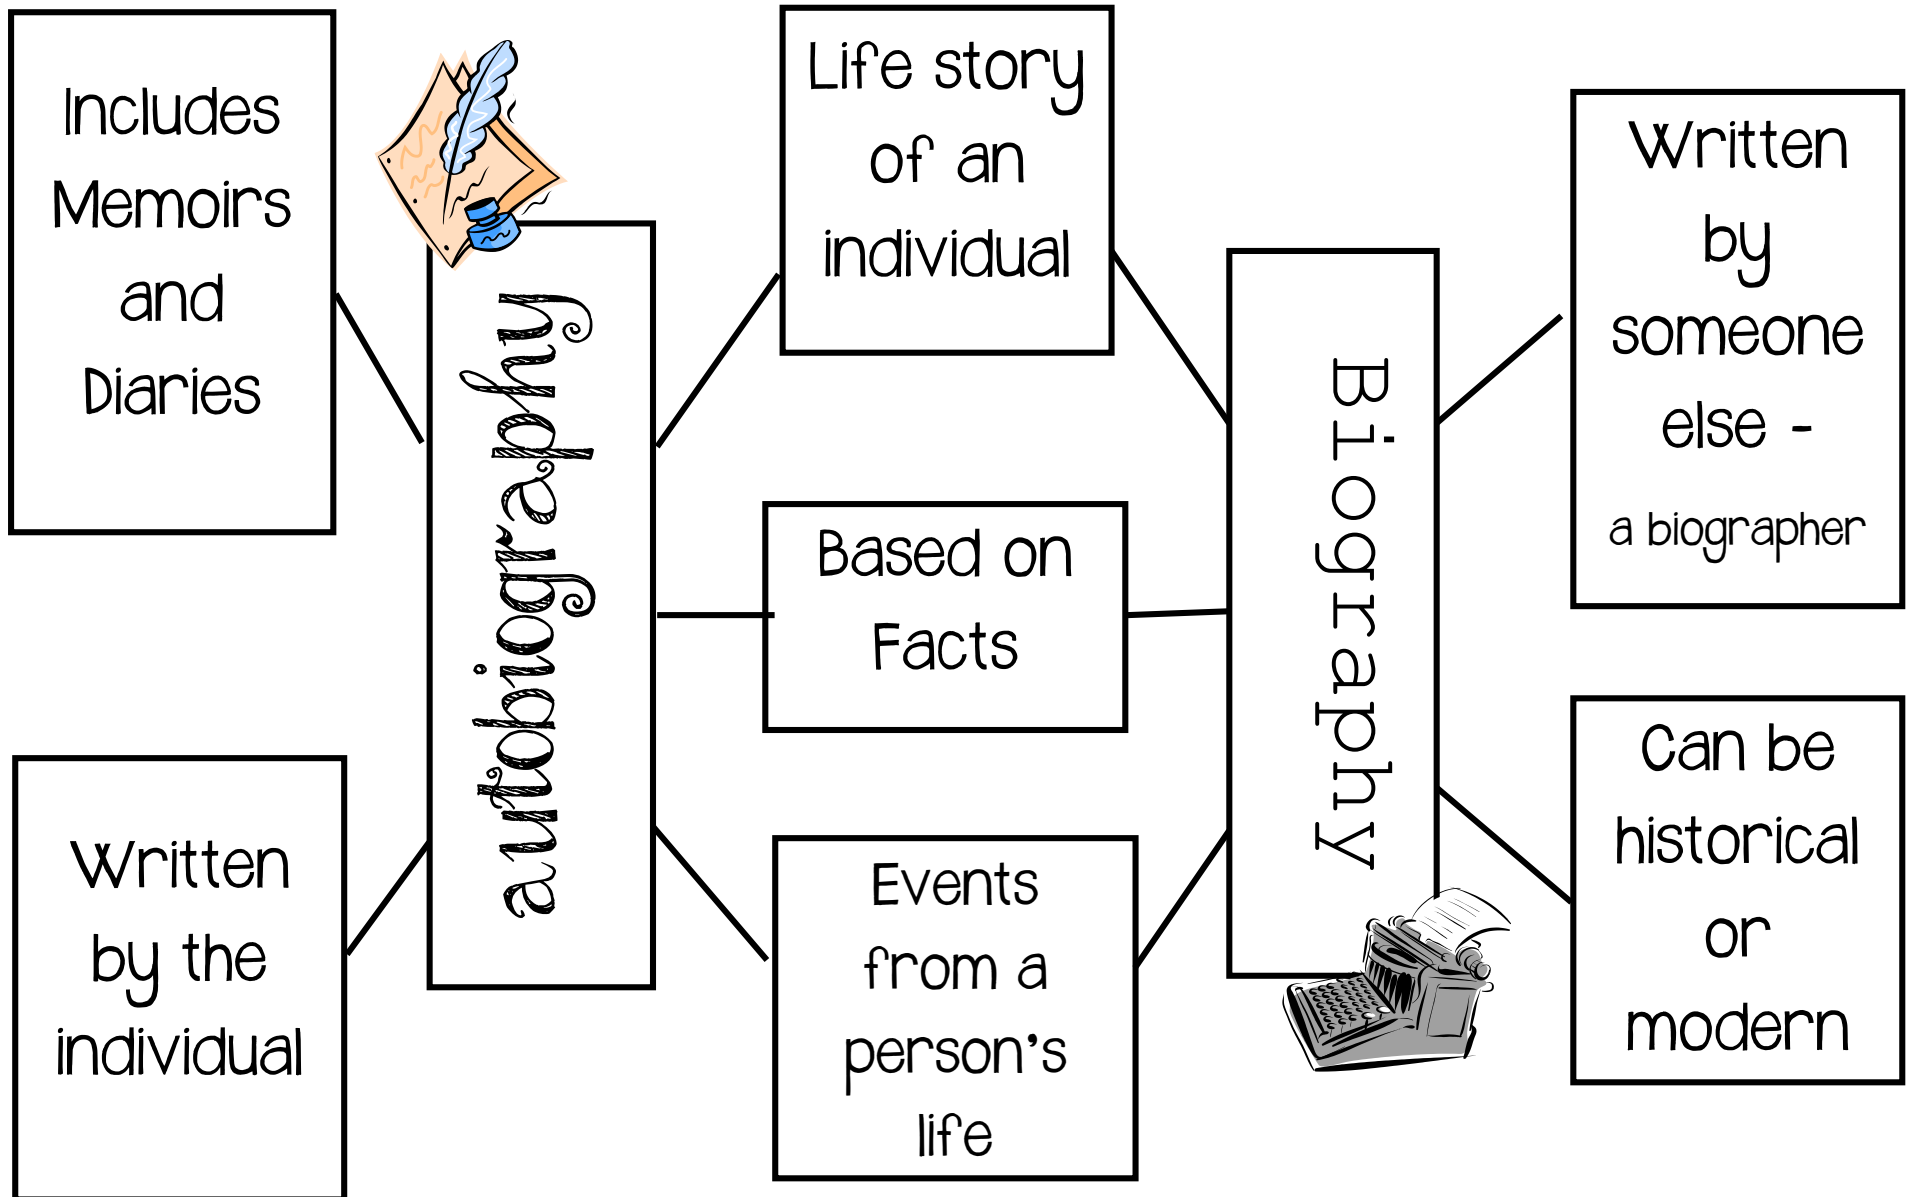 Includes
Memoirs
and
Diaries
Written
by the
individual
autobiography
Life story
of an
individual
Based on
Facts
Events
from a
person's
life
Biography
Written
by
someone
else -
a biographer
Can be
historical
or
modern